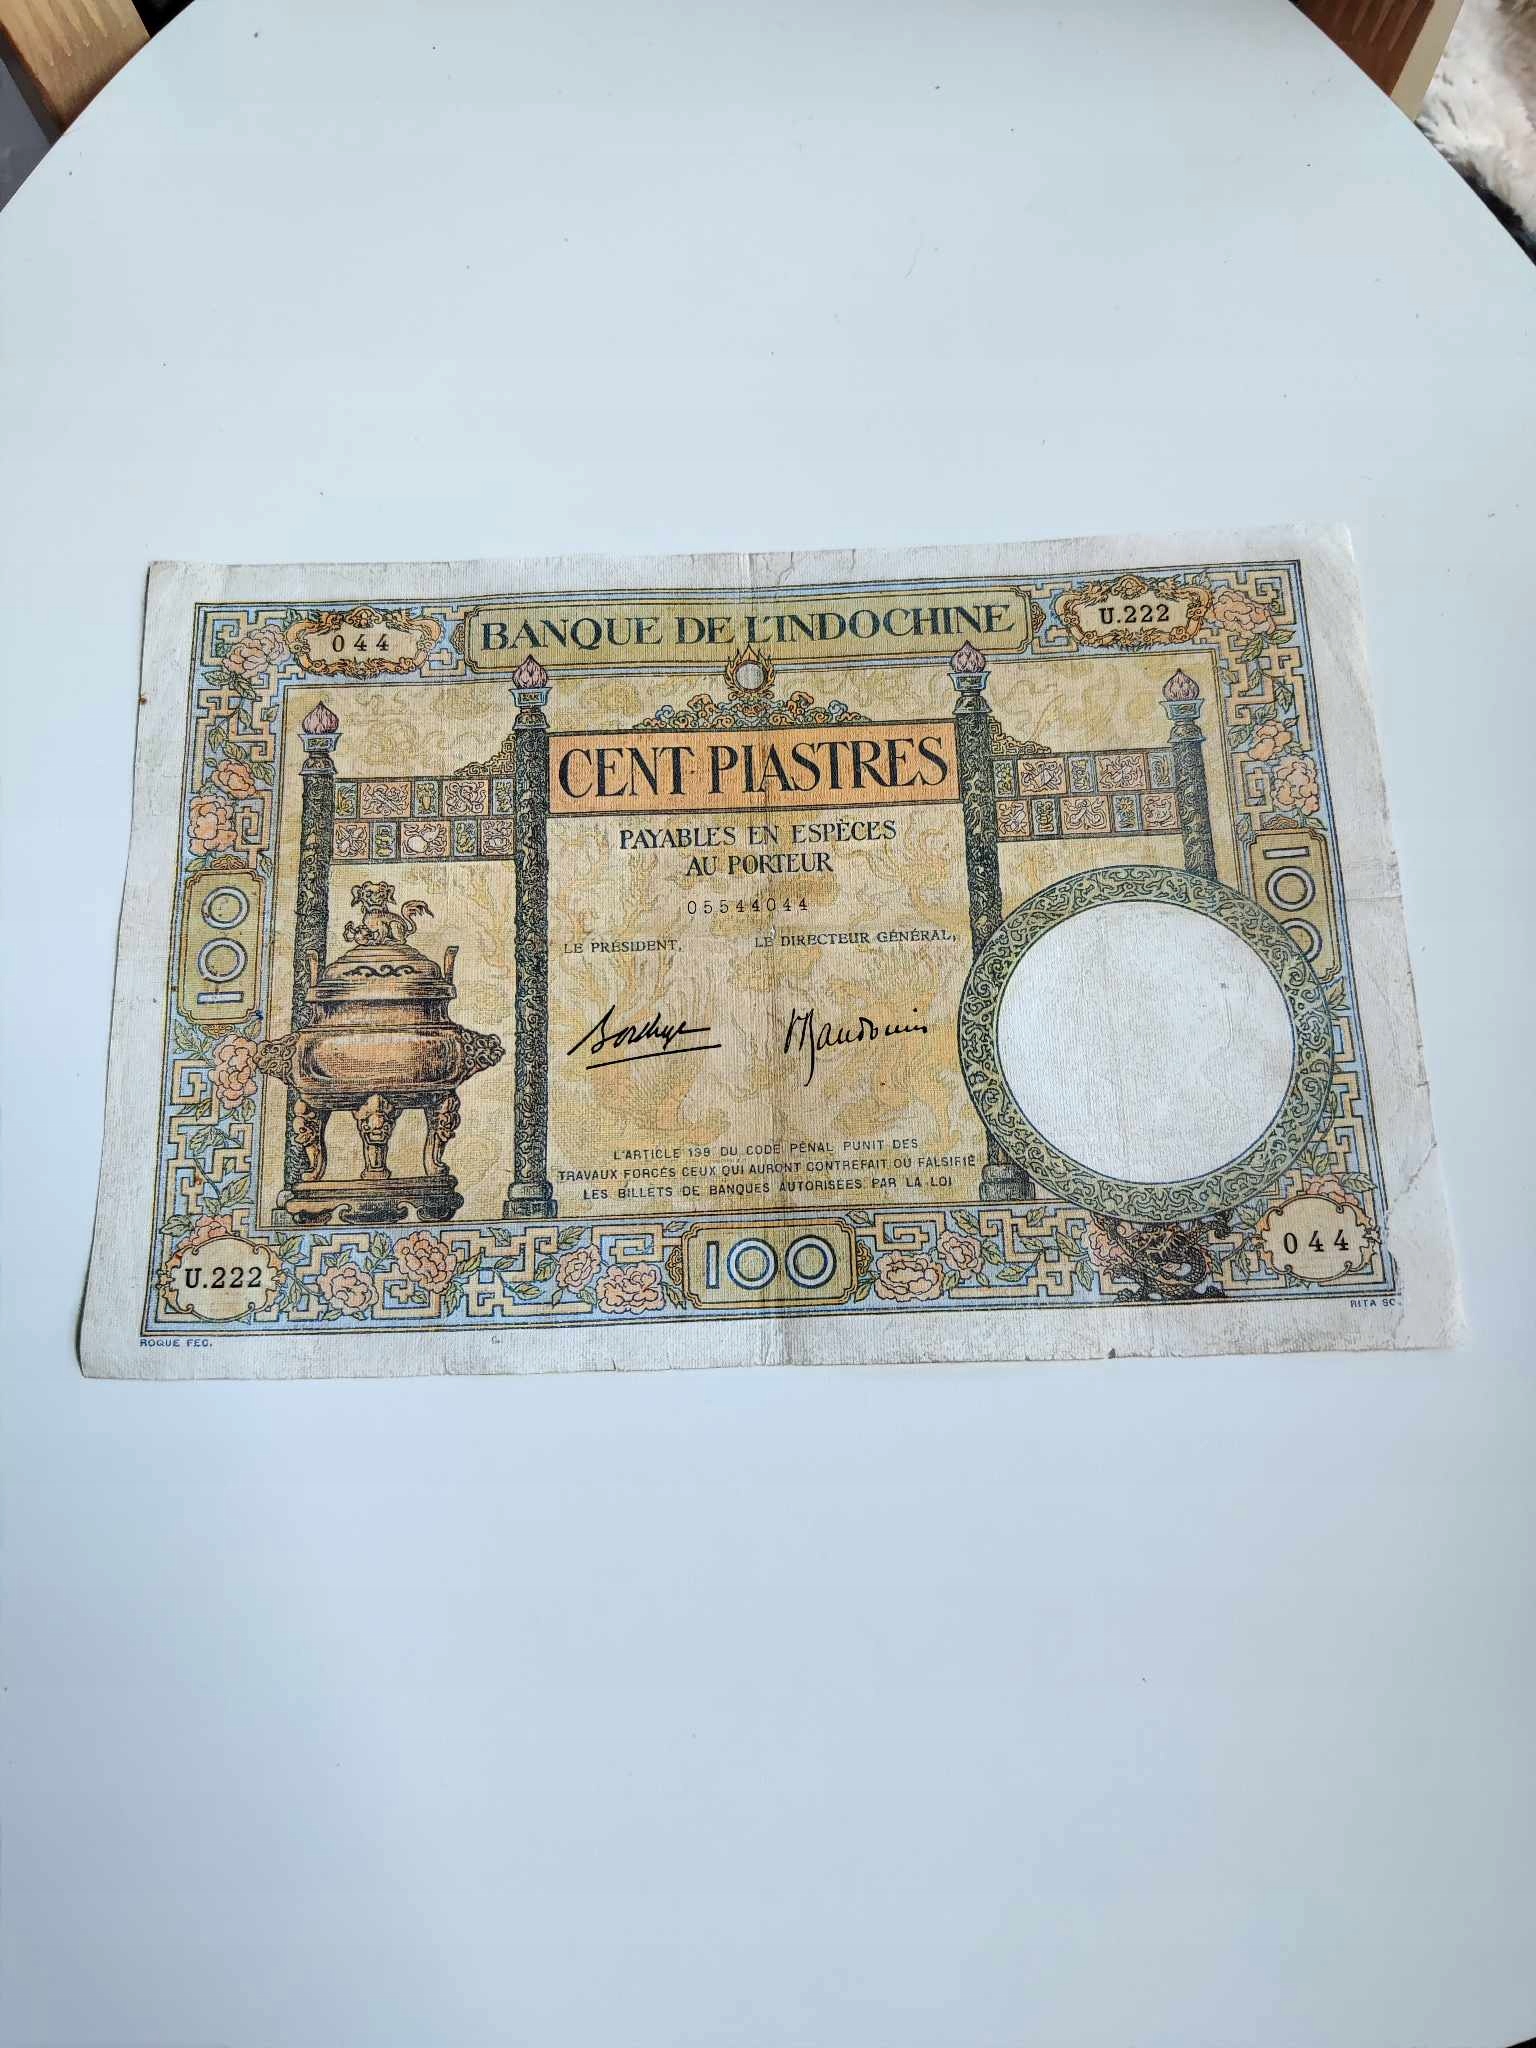 BANQUE DE L'INDOCHINE
044
U.222
CENT PIASTRES
PAYABLES EN ESPÈCES
AU PORTEUR
05544044
LE PRÉSIDENT,
LE DIRECTEUR GÉNÉRAL,
100
100
L'ARTICLE 139 DU CODE PÉNAL PUNIT DES
TRAVAUX FORCÉS CEUX QUI AURONT CONTREFAIT OU FALSIFIÉ
LES BILLETS DE BANQUES AUTORISÉES PAR LA LOI
U.222
100
044
ROQUE FEC.
RITA SC.